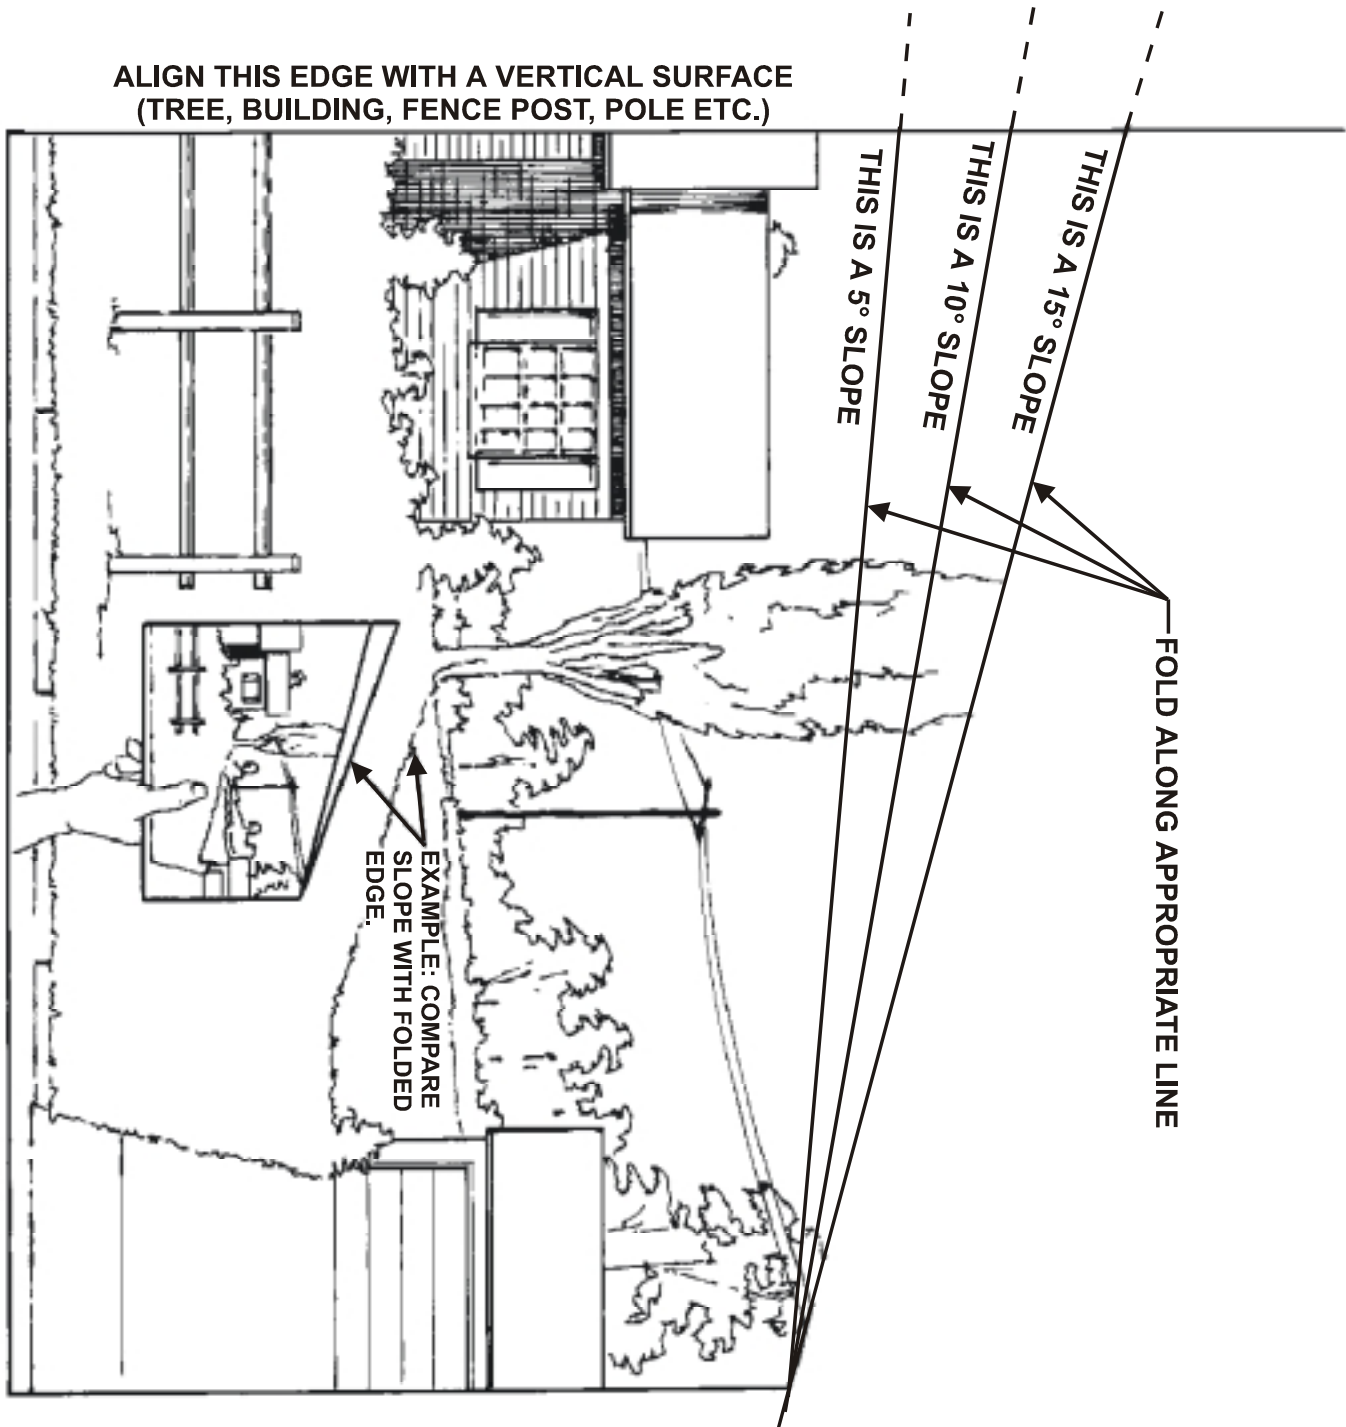 ALIGN THIS EDGE WITH A VERTICAL SURFACE
(TREE, BUILDING, FENCE POST, POLE ETC.)
THIS IS A 5° SLOPE
THIS IS A 10° SLOPE
THIS IS A 15° SLOPE
FOLD ALONG APPROPRIATE LINE
EXAMPLE: COMPARE
SLOPE WITH FOLDED
EDGE.